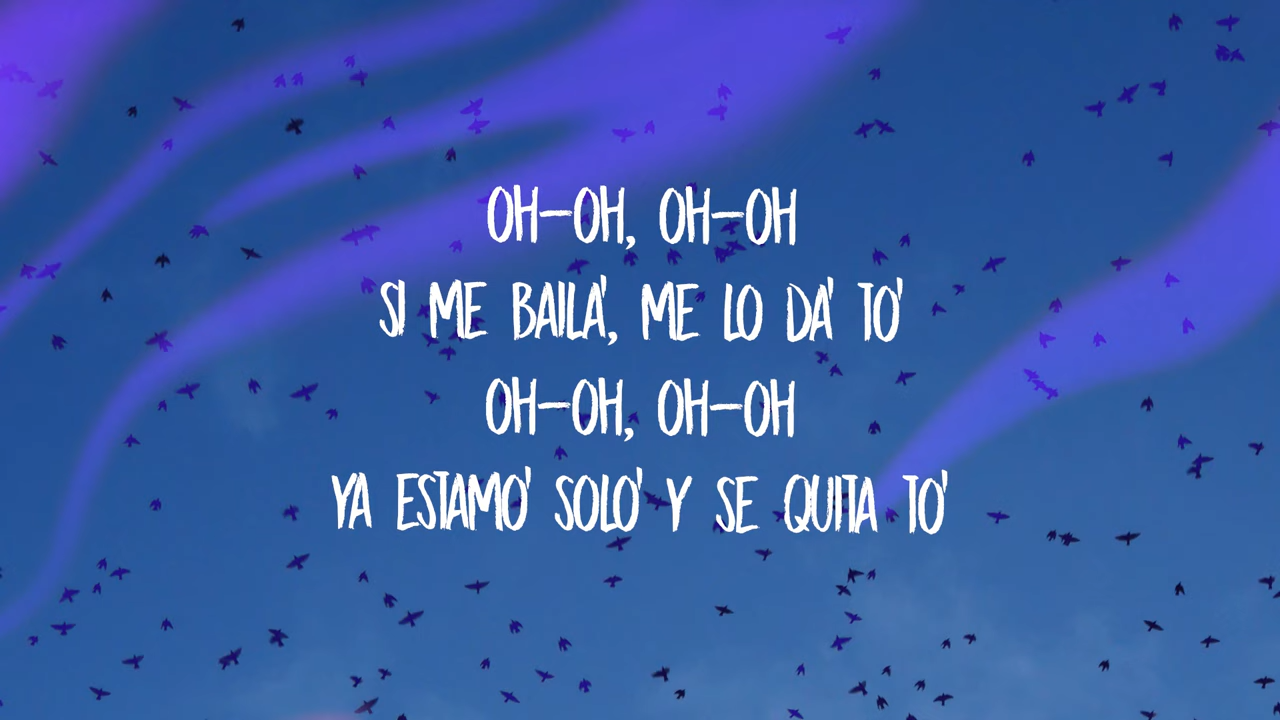 OH-OH, OH-OH
SI ME BAILA', ME LO DA' TO'
OH-OH, OH-OH
YA ESTAMO' SOLO' Y SE QUITA TO'